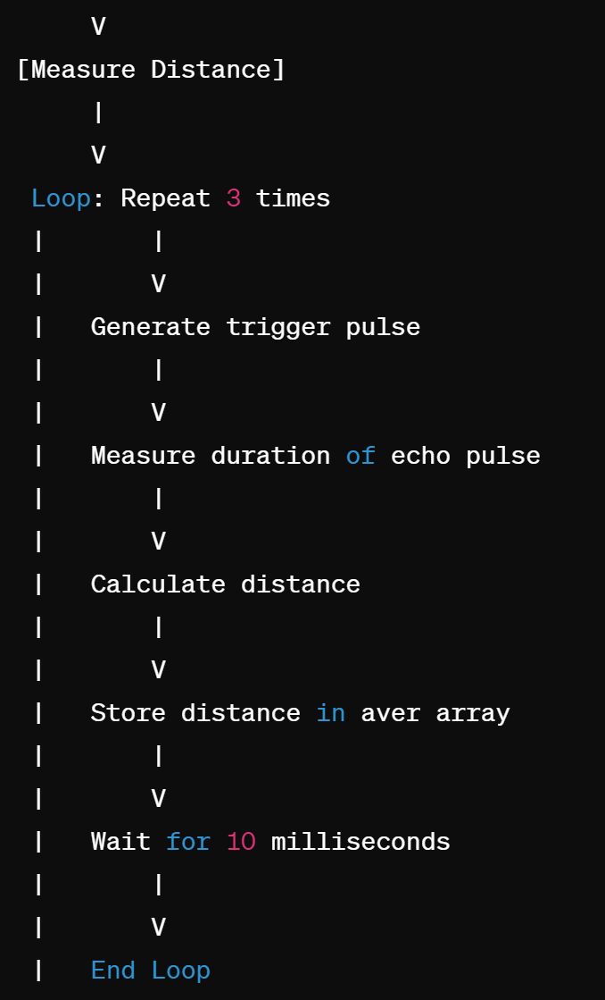 V
[Measure Distance]
     |
     V
 Loop: Repeat 3 times
 |       |
 |       V
 |   Generate trigger pulse
 |       |
 |       V
 |   Measure duration of echo pulse
 |       |
 |       V
 |   Calculate distance
 |       |
 |       V
 |   Store distance in aver array
 |       |
 |       V
 |   Wait for 10 milliseconds
 |       |
 |       V
 |   End Loop